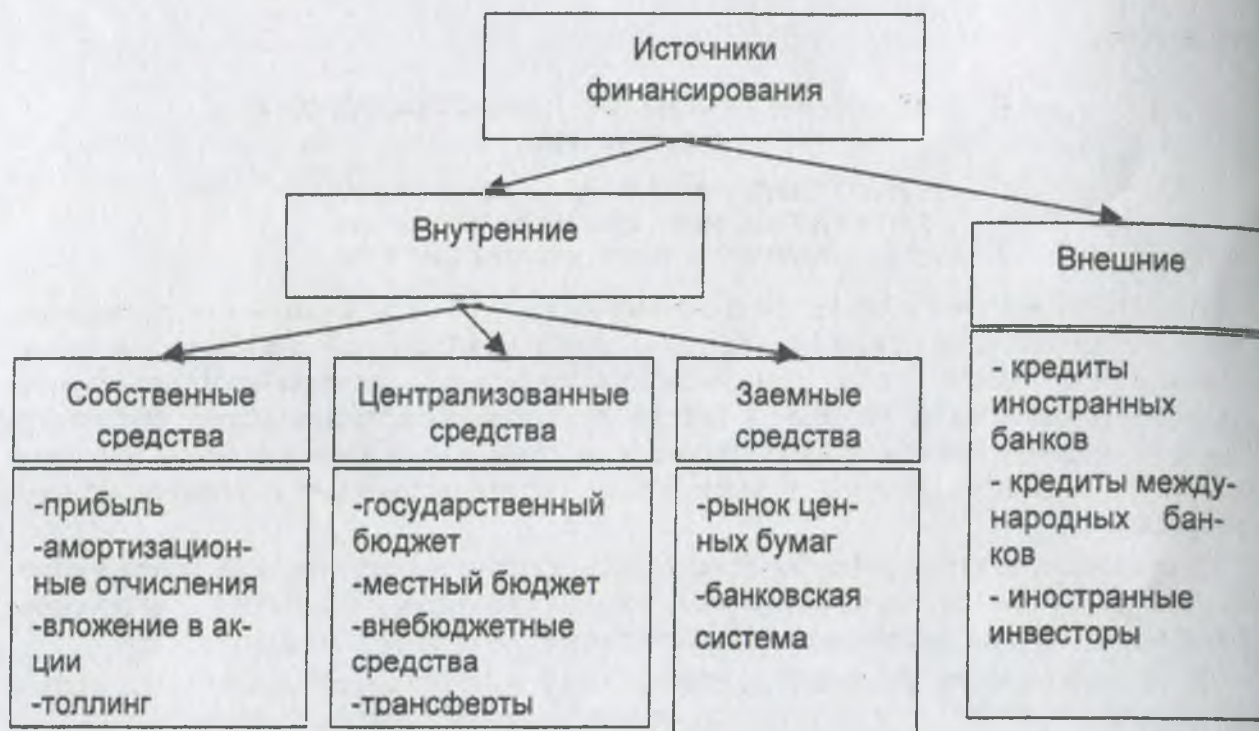 Источники
финансирования
Внутренние
Внешние
Собственные
средства
-прибыль
-амортизацион-
ные отчисления
-вложение в ак-
ции
-толлинг
Централизованные
средства
-государственный
бюджет
-местный бюджет
-внебюджетные
средства
-трансферты
Заемные
средства
-рынок цен-
ных бумаг
-банковская
система
- кредиты
иностранных
банков
- кредиты между-
народных бан-
ков
- иностранные
инвесторы